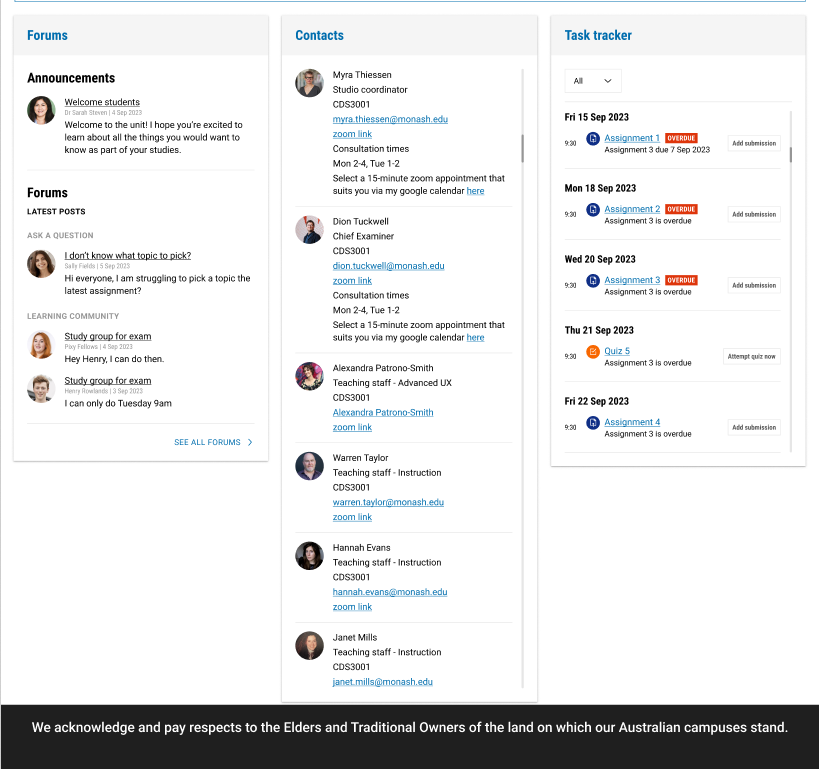 Forums
Announcements
Welcome students
Dr Sarah Steven | 4 Sep 2023
Welcome to the unit! I hope you're excited to
learn about all the things you would want to
know as part of your studies.
Forums
LATEST POSTS
ASK A QUESTION
I don't know what topic to pick?
Sally Fields | 5 Sep 2023
Hi everyone, I am struggling to pick a topic the
latest assignment?
LEARNING COMMUNITY
Study group for exam
Pixy Fellows | 4 Sep 2023
Hey Henry, I can do then.
Study group for exam
Henry Rowlands | 3 Sep 2023
I can only do Tuesday 9am
SEE ALL FORUMS
Contacts
Myra Thiessen
Studio coordinator
CDS3001
myra.thiessen@monash.edu
zoom link
Consultation times
Mon 2-4, Tue 1-2
Select a 15-minute zoom appointment that
suits you via my google calendar here
Dion Tuckwell
Chief Examiner
CDS3001
dion.tuckwell@monash.edu
zoom link
Consultation times
Mon 2-4, Tue 1-2
Select a 15-minute zoom appointment that
suits you via my google calendar here
Alexandra Patrono-Smith
Teaching staff - Advanced UX
CDS3001
Alexandra Patrono-Smith
zoom link
Warren Taylor
Teaching staff - Instruction
CDS3001
warren.taylor@monash.edu
zoom link
Hannah Evans
Teaching staff - Instruction
CDS3001
hannah.evans@monash.edu
zoom link
Janet Mills
Teaching staff - Instruction
CDS3001
janet.mills@monash.edu
Task tracker
All
Fri 15 Sep 2023
9:30 Assignment 1 OVERDUE Add submission
Assignment 3 due 7 Sep 2023
Mon 18 Sep 2023
9:30 Assignment 2 OVERDUE Add submission
Assignment 3 is overdue
Wed 20 Sep 2023
9:30 Assignment 3 OVERDUE Add submission
Assignment 3 is overdue
Thu 21 Sep 2023
9:30 Quiz 5 Attempt quiz now
Assignment 3 is overdue
Fri 22 Sep 2023
9:30 Assignment 4 Add submission
Assignment 3 is overdue
We acknowledge and pay respects to the Elders and Traditional Owners of the land on which our Australian campuses stand.